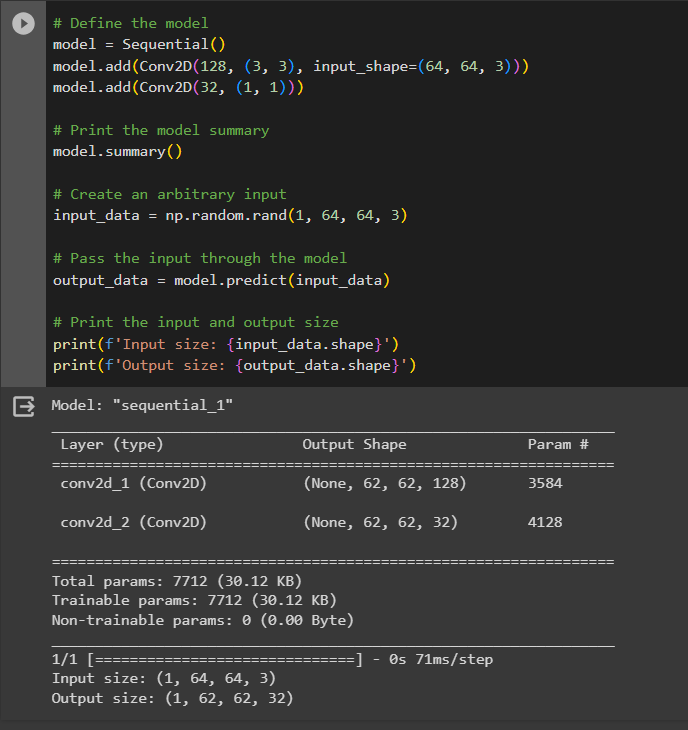 # Define the model
model = Sequential()
model.add(Conv2D(128, (3, 3), input_shape=(64, 64, 3)))
model.add(Conv2D(32, (1, 1)))
# Print the model summary
model.summary()
# Create an arbitrary input
input_data = np.random.rand(1, 64, 64, 3)
# Pass the input through the model
output_data = model.predict(input_data)
# Print the input and output size
print(f'Input size: {input_data.shape}')
print(f'Output size: {output_data.shape}')
Model: "sequential_1"
_________________________________________________________________
Layer (type) Output Shape Param #
=================================================================
conv2d_1 (Conv2D) (None, 62, 62, 128) 3584
conv2d_2 (Conv2D) (None, 62, 62, 32) 4128
=================================================================
Total params: 7712 (30.12 KB)
Trainable params: 7712 (30.12 KB)
Non-trainable params: 0 (0.00 Byte)
_________________________________________________________________
1/1 [==============================] - 0s 71ms/step
Input size: (1, 64, 64, 3)
Output size: (1, 62, 62, 32)